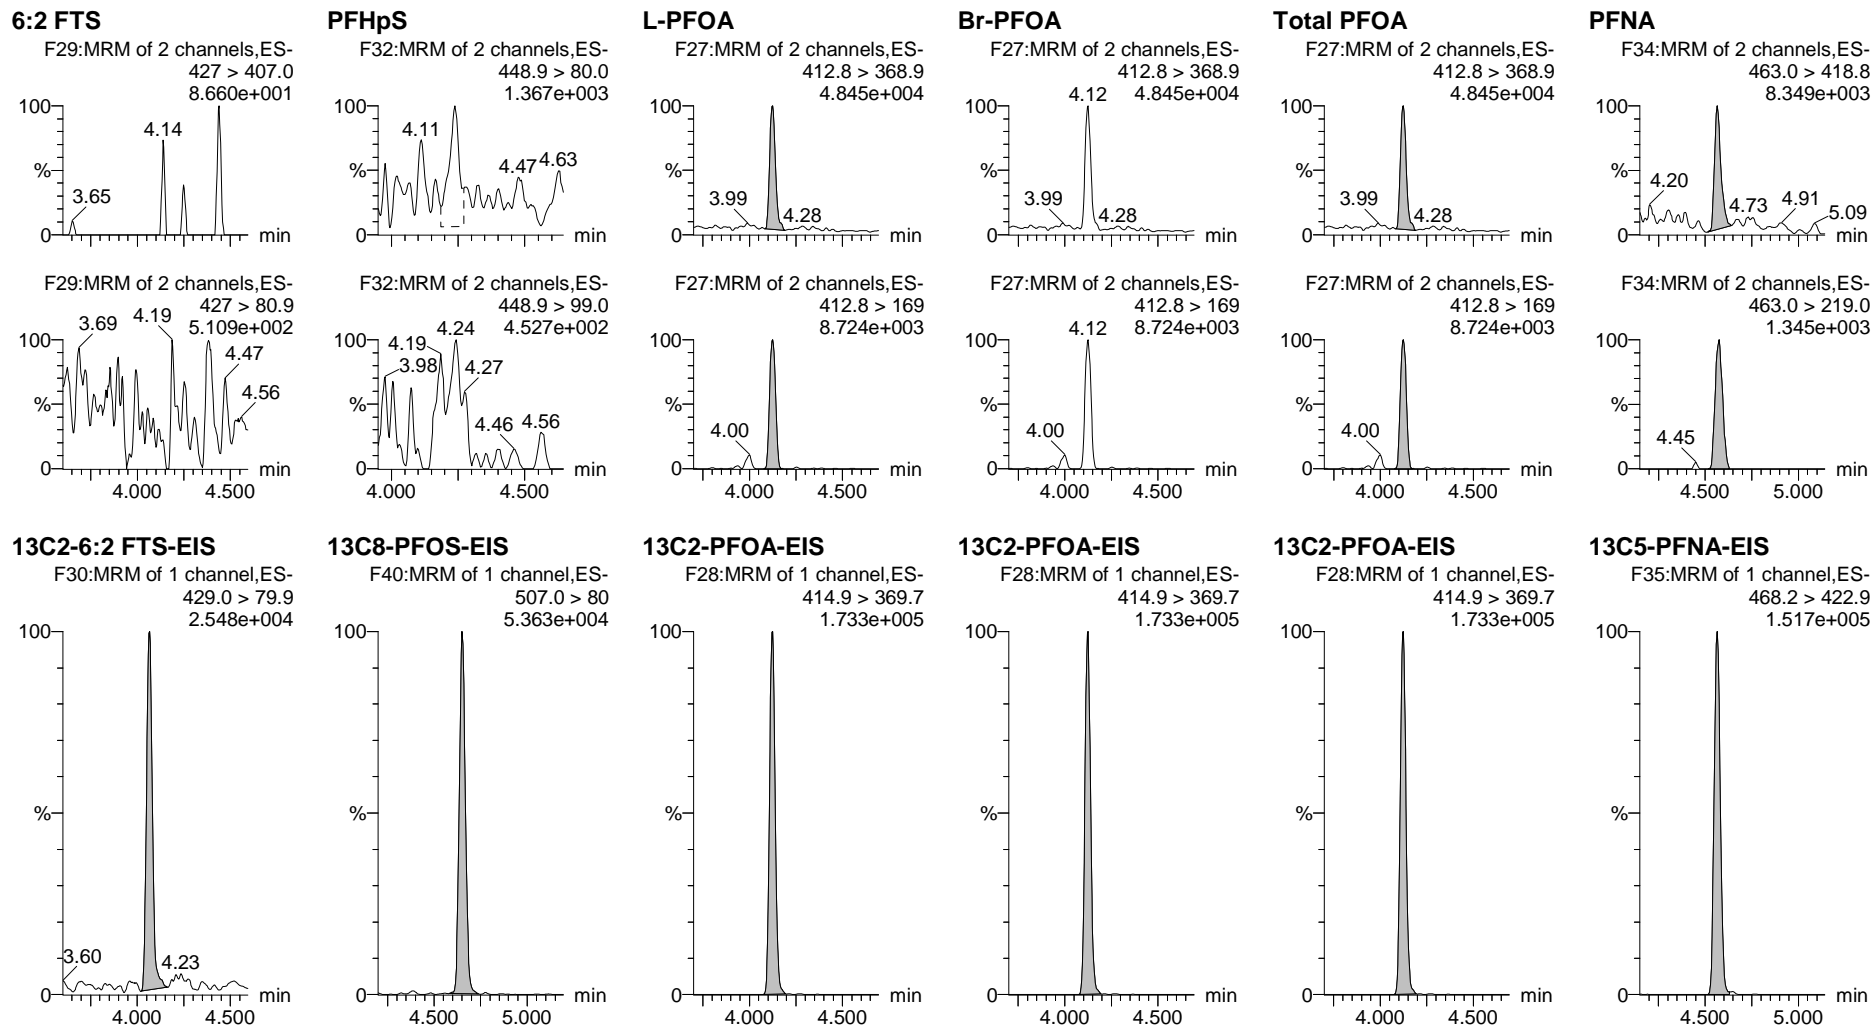 6:2 FTS
F29:MRM of 2 channels,ES-
427 > 407.0
8.660e+001
100
%
0
3.65
4.14
min
PFHpS
F32:MRM of 2 channels,ES-
448.9 > 80.0
1.367e+003
100
%
0
4.11
4.47
4.63
min
L-PFOA
F27:MRM of 2 channels,ES-
412.8 > 368.9
4.845e+004
100
%
0
3.99
4.28
min
Br-PFOA
F27:MRM of 2 channels,ES-
412.8 > 368.9
4.12
4.845e+004
100
%
0
3.99
4.28
min
Total PFOA
F27:MRM of 2 channels,ES-
412.8 > 368.9
4.845e+004
100
%
0
3.99
4.28
min
PFNA
F34:MRM of 2 channels,ES-
463.0 > 418.8
8.349e+003
100
%
0
4.20
4.73
4.91
5.09
min
F29:MRM of 2 channels,ES-
427 > 80.9
5.109e+002
100
%
0
3.69
4.19
4.47
4.56
min
4.000
4.500
F32:MRM of 2 channels,ES-
448.9 > 99.0
4.527e+002
100
%
0
4.19
3.98
4.24
4.27
4.46
4.56
min
4.000
4.500
F27:MRM of 2 channels,ES-
412.8 > 169
8.724e+003
100
%
0
4.00
min
4.000
4.500
F27:MRM of 2 channels,ES-
412.8 > 169
4.12
8.724e+003
100
%
0
4.00
min
4.000
4.500
F27:MRM of 2 channels,ES-
412.8 > 169
8.724e+003
100
%
0
4.00
min
4.000
4.500
F34:MRM of 2 channels,ES-
463.0 > 219.0
1.345e+003
100
%
0
4.45
min
4.500
5.000
13C2-6:2 FTS-EIS
F30:MRM of 1 channel,ES-
429.0 > 79.9
2.548e+004
100
%
0
3.60
4.23
min
4.000
4.500
13C8-PFOS-EIS
F40:MRM of 1 channel,ES-
507.0 > 80
5.363e+004
100
%
0
min
4.500
5.000
13C2-PFOA-EIS
F28:MRM of 1 channel,ES-
414.9 > 369.7
1.733e+005
100
%
0
min
4.000
4.500
13C2-PFOA-EIS
F28:MRM of 1 channel,ES-
414.9 > 369.7
1.733e+005
100
%
0
min
4.000
4.500
13C2-PFOA-EIS
F28:MRM of 1 channel,ES-
414.9 > 369.7
1.733e+005
100
%
0
min
4.000
4.500
13C5-PFNA-EIS
F35:MRM of 1 channel,ES-
468.2 > 422.9
1.517e+005
100
%
0
min
4.500
5.000